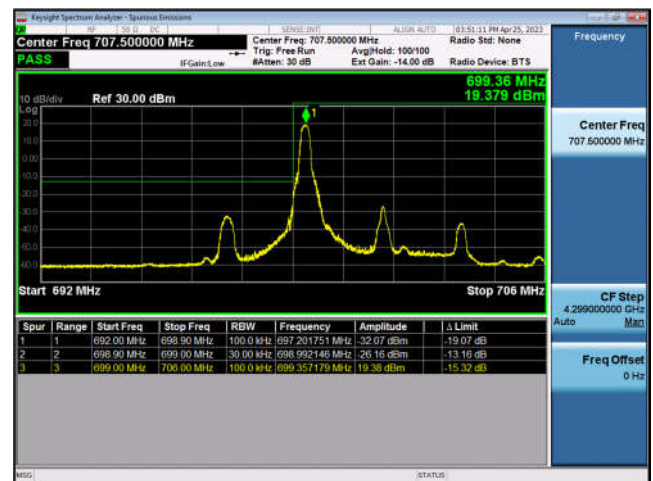 Keysight Spectrum Analyzer - Spurious Emissions
RF 50 Ω DC SENSE:INT ALIGN AUTO 03:51:11 PM Apr 25, 2023
Center Freq 707.500000 MHz
Center Freq: 707.500000 MHz Radio Std: None
Trig: Free Run Avg|Hold: 100/100
PASS IFGain:Low #Atten: 30 dB Ext Gain: -14.00 dB Radio Device: BTS
699.36 MHz
19.379 dBm
10 dB/div Ref 30.00 dBm
Log
20.0
10.0
0.00
-10.0
-20.0
-30.0
-40.0
-50.0
-60.0
1
Start 692 MHz Stop 706 MHz
Spur Range Start Freq Stop Freq RBW Frequency Amplitude Δ Limit
1 1 692.00 MHz 698.90 MHz 100.0 kHz 697.201751 MHz -32.07 dBm -19.07 dB
2 2 698.90 MHz 699.00 MHz 30.00 kHz 698.992146 MHz -26.16 dBm -13.16 dB
3 3 699.00 MHz 706.00 MHz 100.0 kHz 699.357179 MHz 19.38 dBm -15.32 dB
MSG STATUS
Frequency
Center Freq
707.500000 MHz
CF Step
4.299000000 GHz
Auto Man
Freq Offset
0 Hz